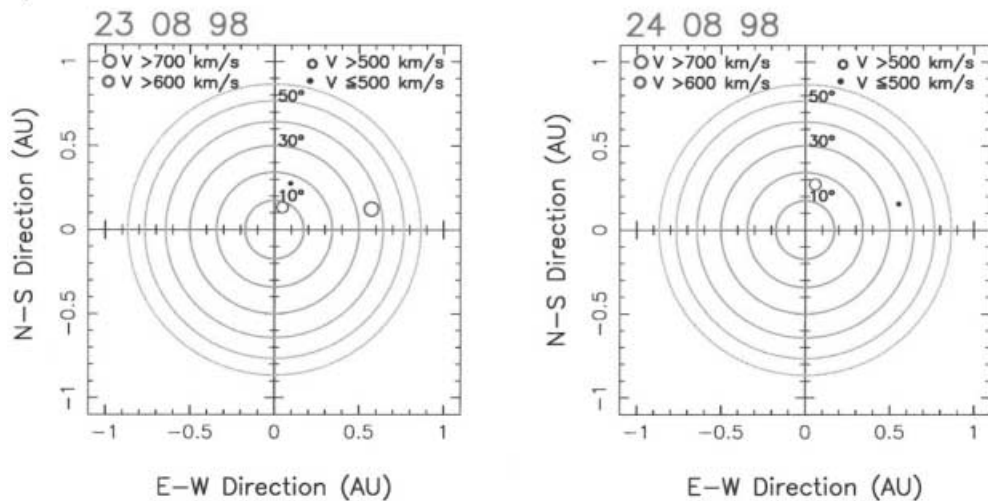 23 08 98
V >700 km/s V >500 km/s
V >600 km/s V ≤500 km/s
50°
30°
10°
N-S Direction (AU)
1
0.5
0
-0.5
-1
-1 -0.5 0 0.5 1
E-W Direction (AU)
24 08 98
V >700 km/s V >500 km/s
V >600 km/s V ≤500 km/s
50°
30°
10°
N-S Direction (AU)
1
0.5
0
-0.5
-1
-1 -0.5 0 0.5 1
E-W Direction (AU)